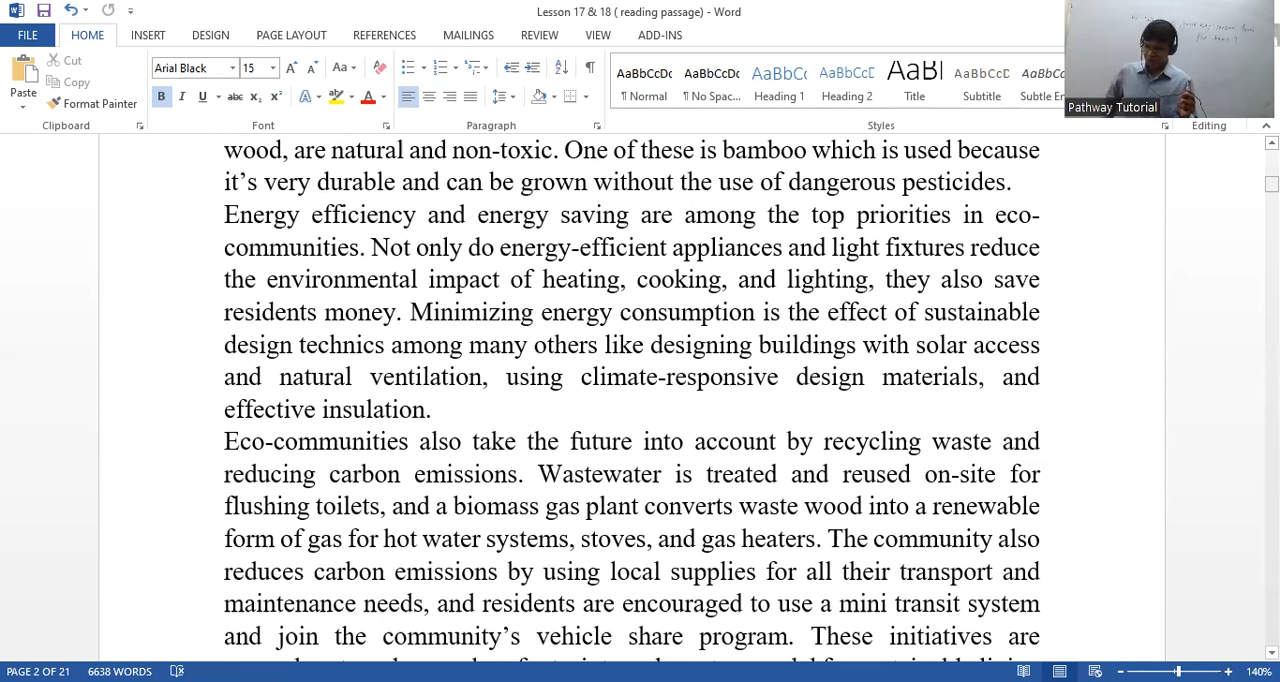 Lesson 17 & 18 ( reading passage) - Word
FILE HOME INSERT DESIGN PAGE LAYOUT REFERENCES MAILINGS REVIEW VIEW ADD-INS
Paste
Cut
Copy
Format Painter
Clipboard
Arial Black 15
Aa
B I U abc x₂ x²
Font
Paragraph
AaBbCcDc AaBbCcDc AaBbCc AaBbCcD AaBl AaBbCcD AaBbCcD
¶ Normal ¶ No Spac... Heading 1 Heading 2 Title Subtitle Subtle Em
Styles
Editing
Pathway Tutorial
wood, are natural and non-toxic. One of these is bamboo which is used because
it’s very durable and can be grown without the use of dangerous pesticides.
Energy efficiency and energy saving are among the top priorities in eco-
communities. Not only do energy-efficient appliances and light fixtures reduce
the environmental impact of heating, cooking, and lighting, they also save
residents money. Minimizing energy consumption is the effect of sustainable
design technics among many others like designing buildings with solar access
and natural ventilation, using climate-responsive design materials, and
effective insulation.
Eco-communities also take the future into account by recycling waste and
reducing carbon emissions. Wastewater is treated and reused on-site for
flushing toilets, and a biomass gas plant converts waste wood into a renewable
form of gas for hot water systems, stoves, and gas heaters. The community also
reduces carbon emissions by using local supplies for all their transport and
maintenance needs, and residents are encouraged to use a mini transit system
and join the community’s vehicle share program. These initiatives are
PAGE 2 OF 21 6638 WORDS
140%